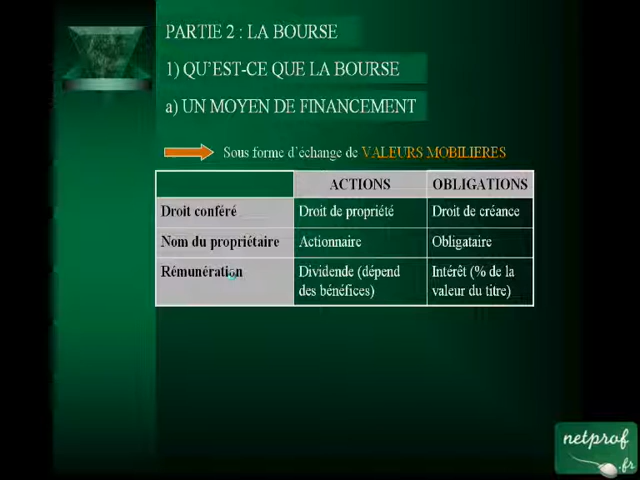 PARTIE 2 : LA BOURSE
1) QU'EST-CE QUE LA BOURSE
a) UN MOYEN DE FINANCEMENT
Sous forme d'échange de VALEURS MOBILIERES
ACTIONS OBLIGATIONS
Droit conféré Droit de propriété Droit de créance
Nom du propriétaire Actionnaire Obligataire
Rémunération Dividende (dépend Intérêt (% de la
des bénéfices) valeur du titre)
netprof
.fr